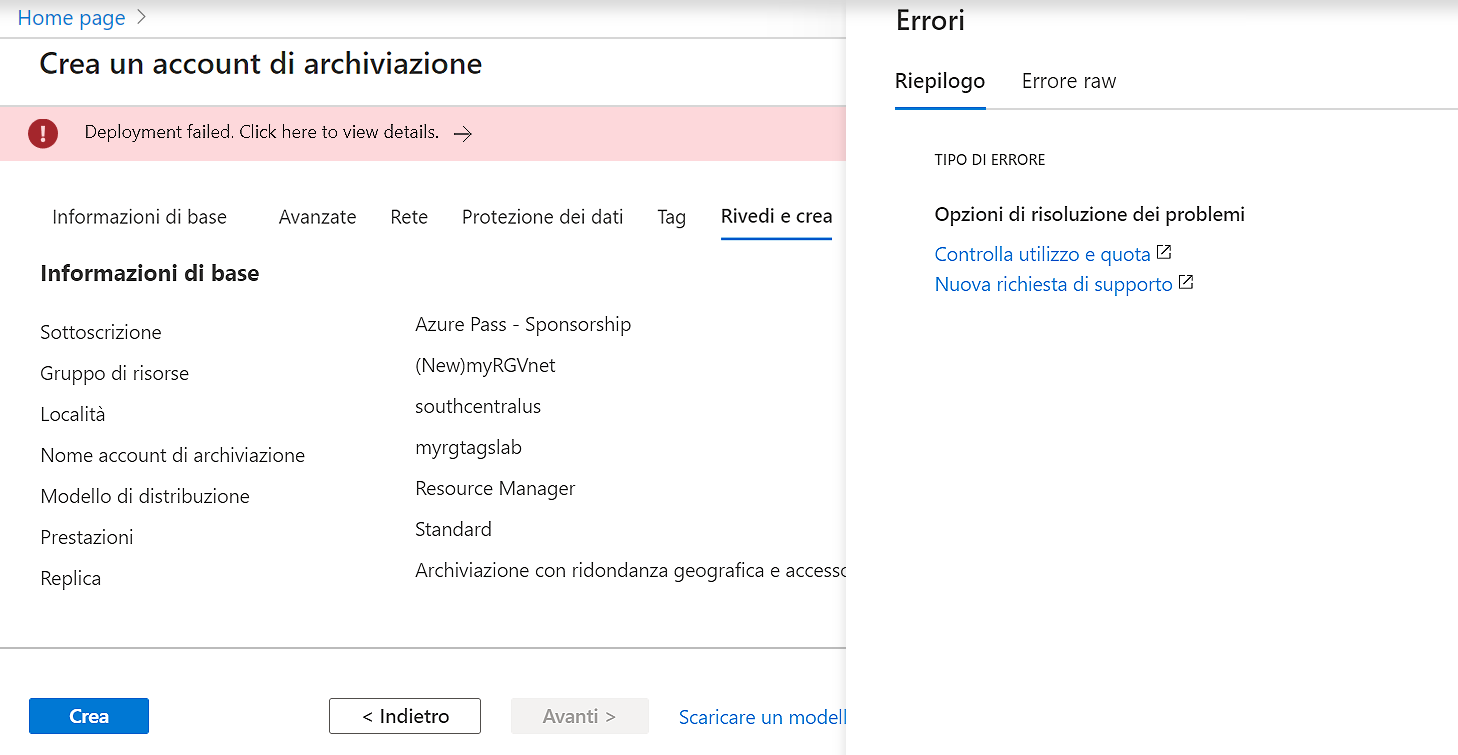 Home page
Crea un account di archiviazione
Deployment failed. Click here to view details.
Informazioni di base Avanzate Rete Protezione dei dati Tag Rivedi e crea
Informazioni di base
Sottoscrizione Azure Pass - Sponsorship
Gruppo di risorse (New)myRGVnet
Località southcentralus
Nome account di archiviazione myrgtagslab
Modello di distribuzione Resource Manager
Prestazioni Standard
Replica Archiviazione con ridondanza geografica e accesso
Crea < Indietro Avanti > Scaricare un modell
Errori
Riepilogo Errore raw
TIPO DI ERRORE
Opzioni di risoluzione dei problemi
Controlla utilizzo e quota
Nuova richiesta di supporto